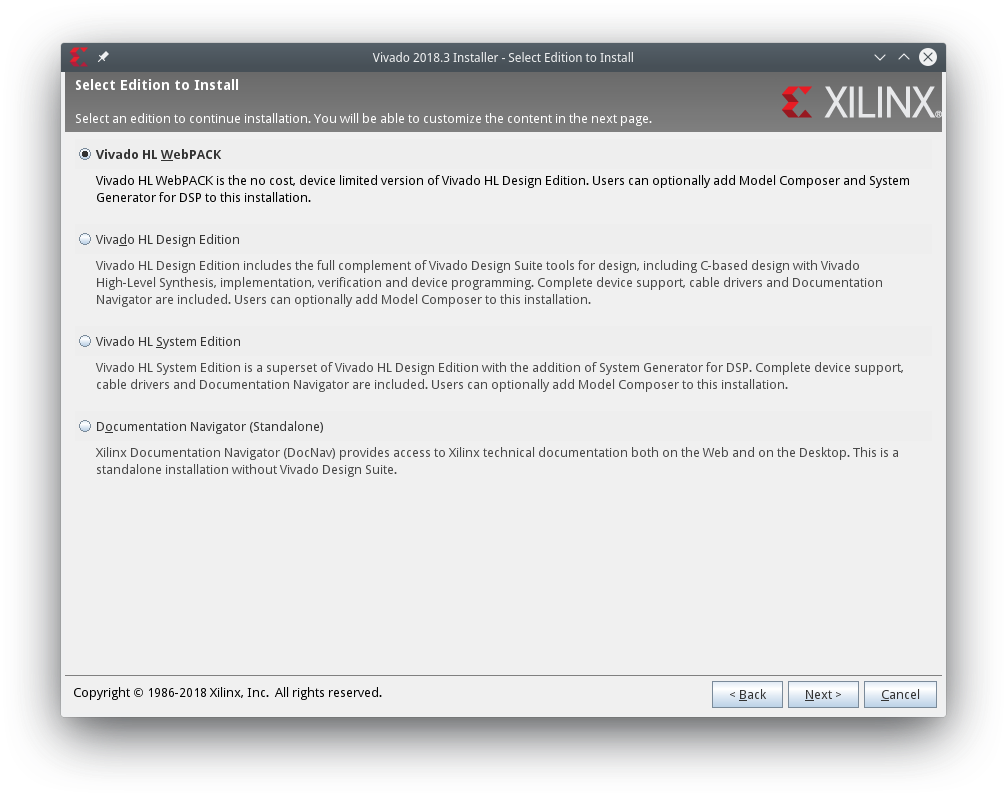 Vivado 2018.3 Installer - Select Edition to Install
Select Edition to Install
Select an edition to continue installation. You will be able to customize the content in the next page.
XILINX®
Vivado HL WebPACK
Vivado HL WebPACK is the no cost, device limited version of Vivado HL Design Edition. Users can optionally add Model Composer and System
Generator for DSP to this installation.
Vivado HL Design Edition
Vivado HL Design Edition includes the full complement of Vivado Design Suite tools for design, including C-based design with Vivado
High-Level Synthesis, implementation, verification and device programming. Complete device support, cable drivers and Documentation
Navigator are included. Users can optionally add Model Composer to this installation.
Vivado HL System Edition
Vivado HL System Edition is a superset of Vivado HL Design Edition with the addition of System Generator for DSP. Complete device support,
cable drivers and Documentation Navigator are included. Users can optionally add Model Composer to this installation.
Documentation Navigator (Standalone)
Xilinx Documentation Navigator (DocNav) provides access to Xilinx technical documentation both on the Web and on the Desktop. This is a
standalone installation without Vivado Design Suite.
Copyright © 1986-2018 Xilinx, Inc. All rights reserved.
< Back
Next >
Cancel